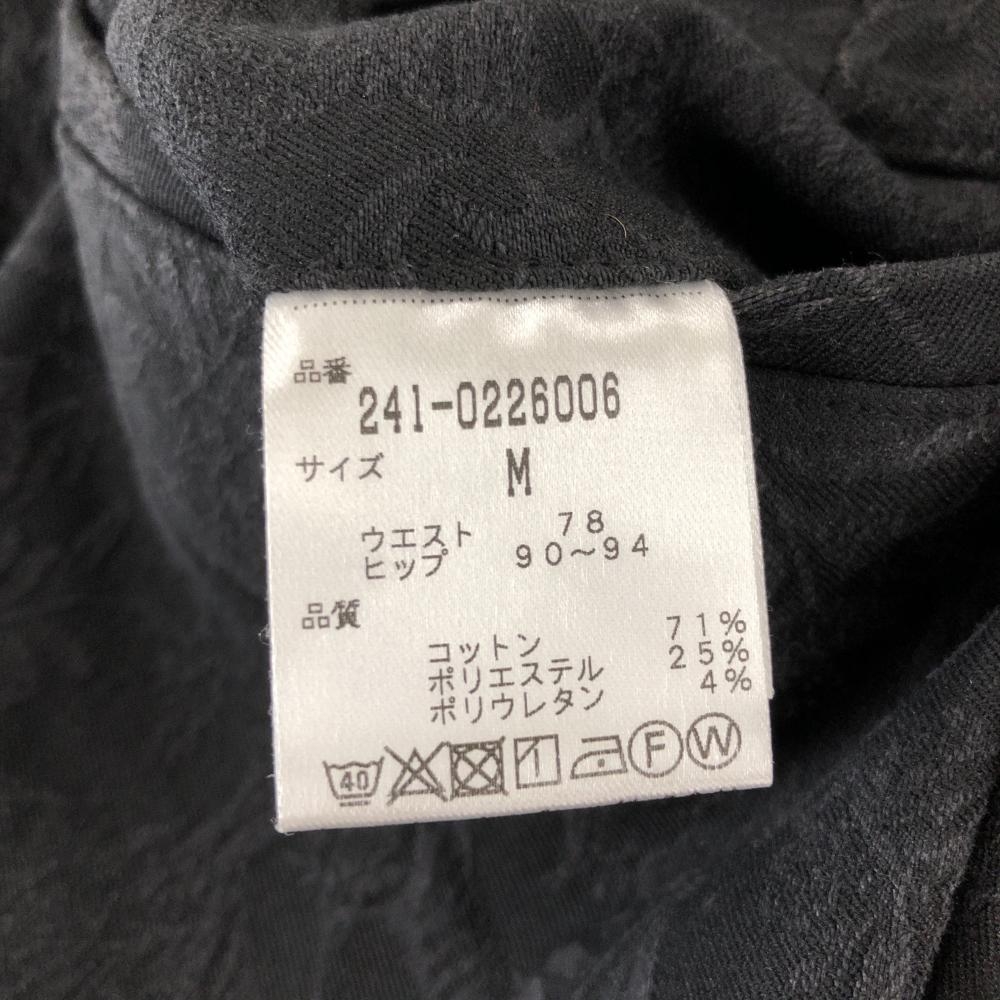 品番
241-0226006
サイズ M
ウエスト 78
ヒップ 90～94
品質
コットン 71%
ポリエステル 25%
ポリウレタン 4%
40 F W